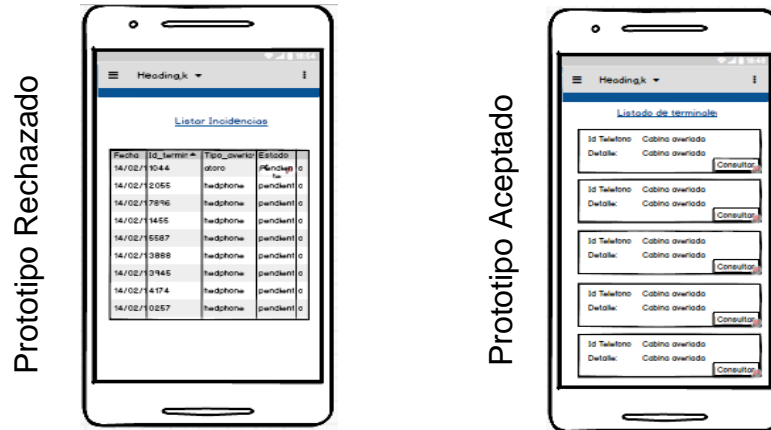 Prototipo Rechazado
Heading,k
Listar Incidencias
Fecha Id_termin Tipo_averia Estado
14/02/1 1044 atoro Pendien te a
14/02/1 2055 hedphone pendient a
14/02/1 7896 hedphone pendient a
14/02/1 1455 hedphone pendient a
14/02/1 5587 hedphone pendient a
14/02/1 3888 hedphone pendient a
14/02/1 3945 hedphone pendient a
14/02/1 4174 hedphone pendient a
14/02/1 0257 hedphone pendient a
Prototipo Aceptado
Heading,k
Listado de terminale
Id Telefono Cabina averiada
Detalle: Cabina averiada
Consultar
Id Telefono Cabina averiada
Detalle: Cabina averiada
Consultar
Id Telefono Cabina averiada
Detalle: Cabina averiada
Consultar
Id Telefono Cabina averiada
Detalle: Cabina averiada
Consultar
Id Telefono Cabina averiada
Detalle: Cabina averiada
Consultar